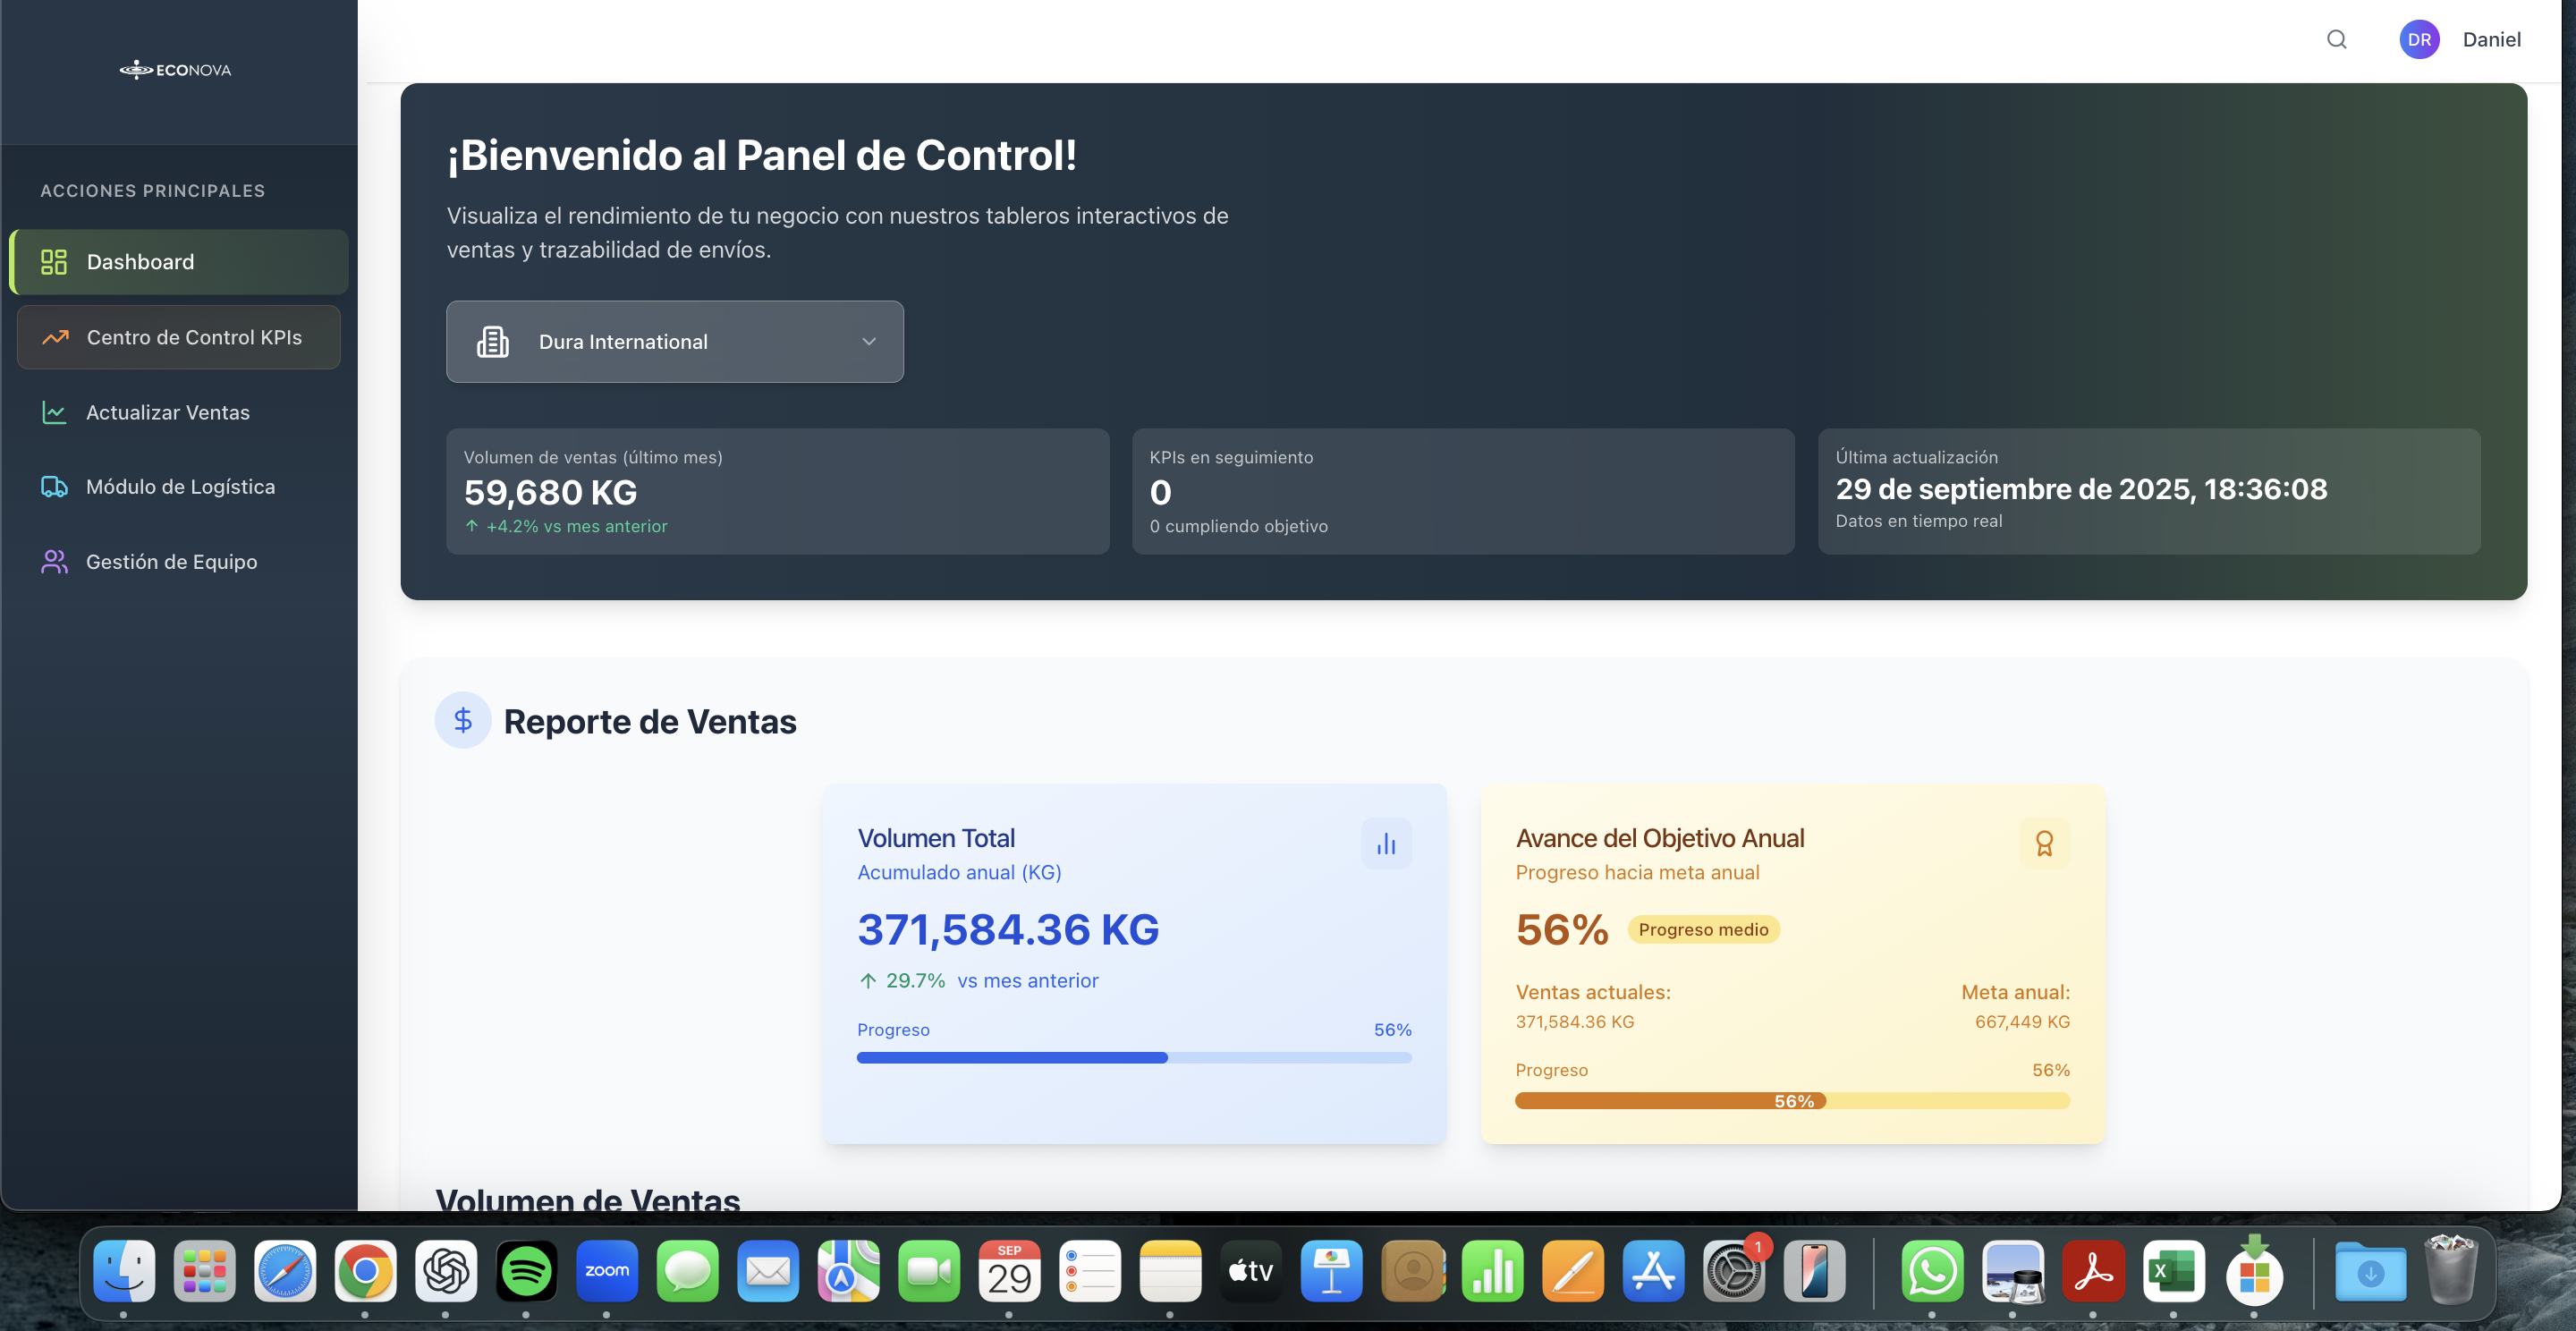 ECONOVA
DR
Daniel
ACCIONES PRINCIPALES
Dashboard
Centro de Control KPIs
Actualizar Ventas
Módulo de Logística
Gestión de Equipo
¡Bienvenido al Panel de Control!
Visualiza el rendimiento de tu negocio con nuestros tableros interactivos de
ventas y trazabilidad de envíos.
Dura International
Volumen de ventas (último mes)
59,680 KG
+4.2% vs mes anterior
KPIs en seguimiento
0
0 cumpliendo objetivo
Última actualización
29 de septiembre de 2025, 18:36:08
Datos en tiempo real
Reporte de Ventas
Volumen Total
Acumulado anual (KG)
371,584.36 KG
29.7% vs mes anterior
Progreso 56%
Avance del Objetivo Anual
Progreso hacia meta anual
56% Progreso medio
Ventas actuales: Meta anual:
371,584.36 KG 667,449 KG
Progreso 56%
56%
Volumen de Ventas
zoom
SEP
29
tv
1
X